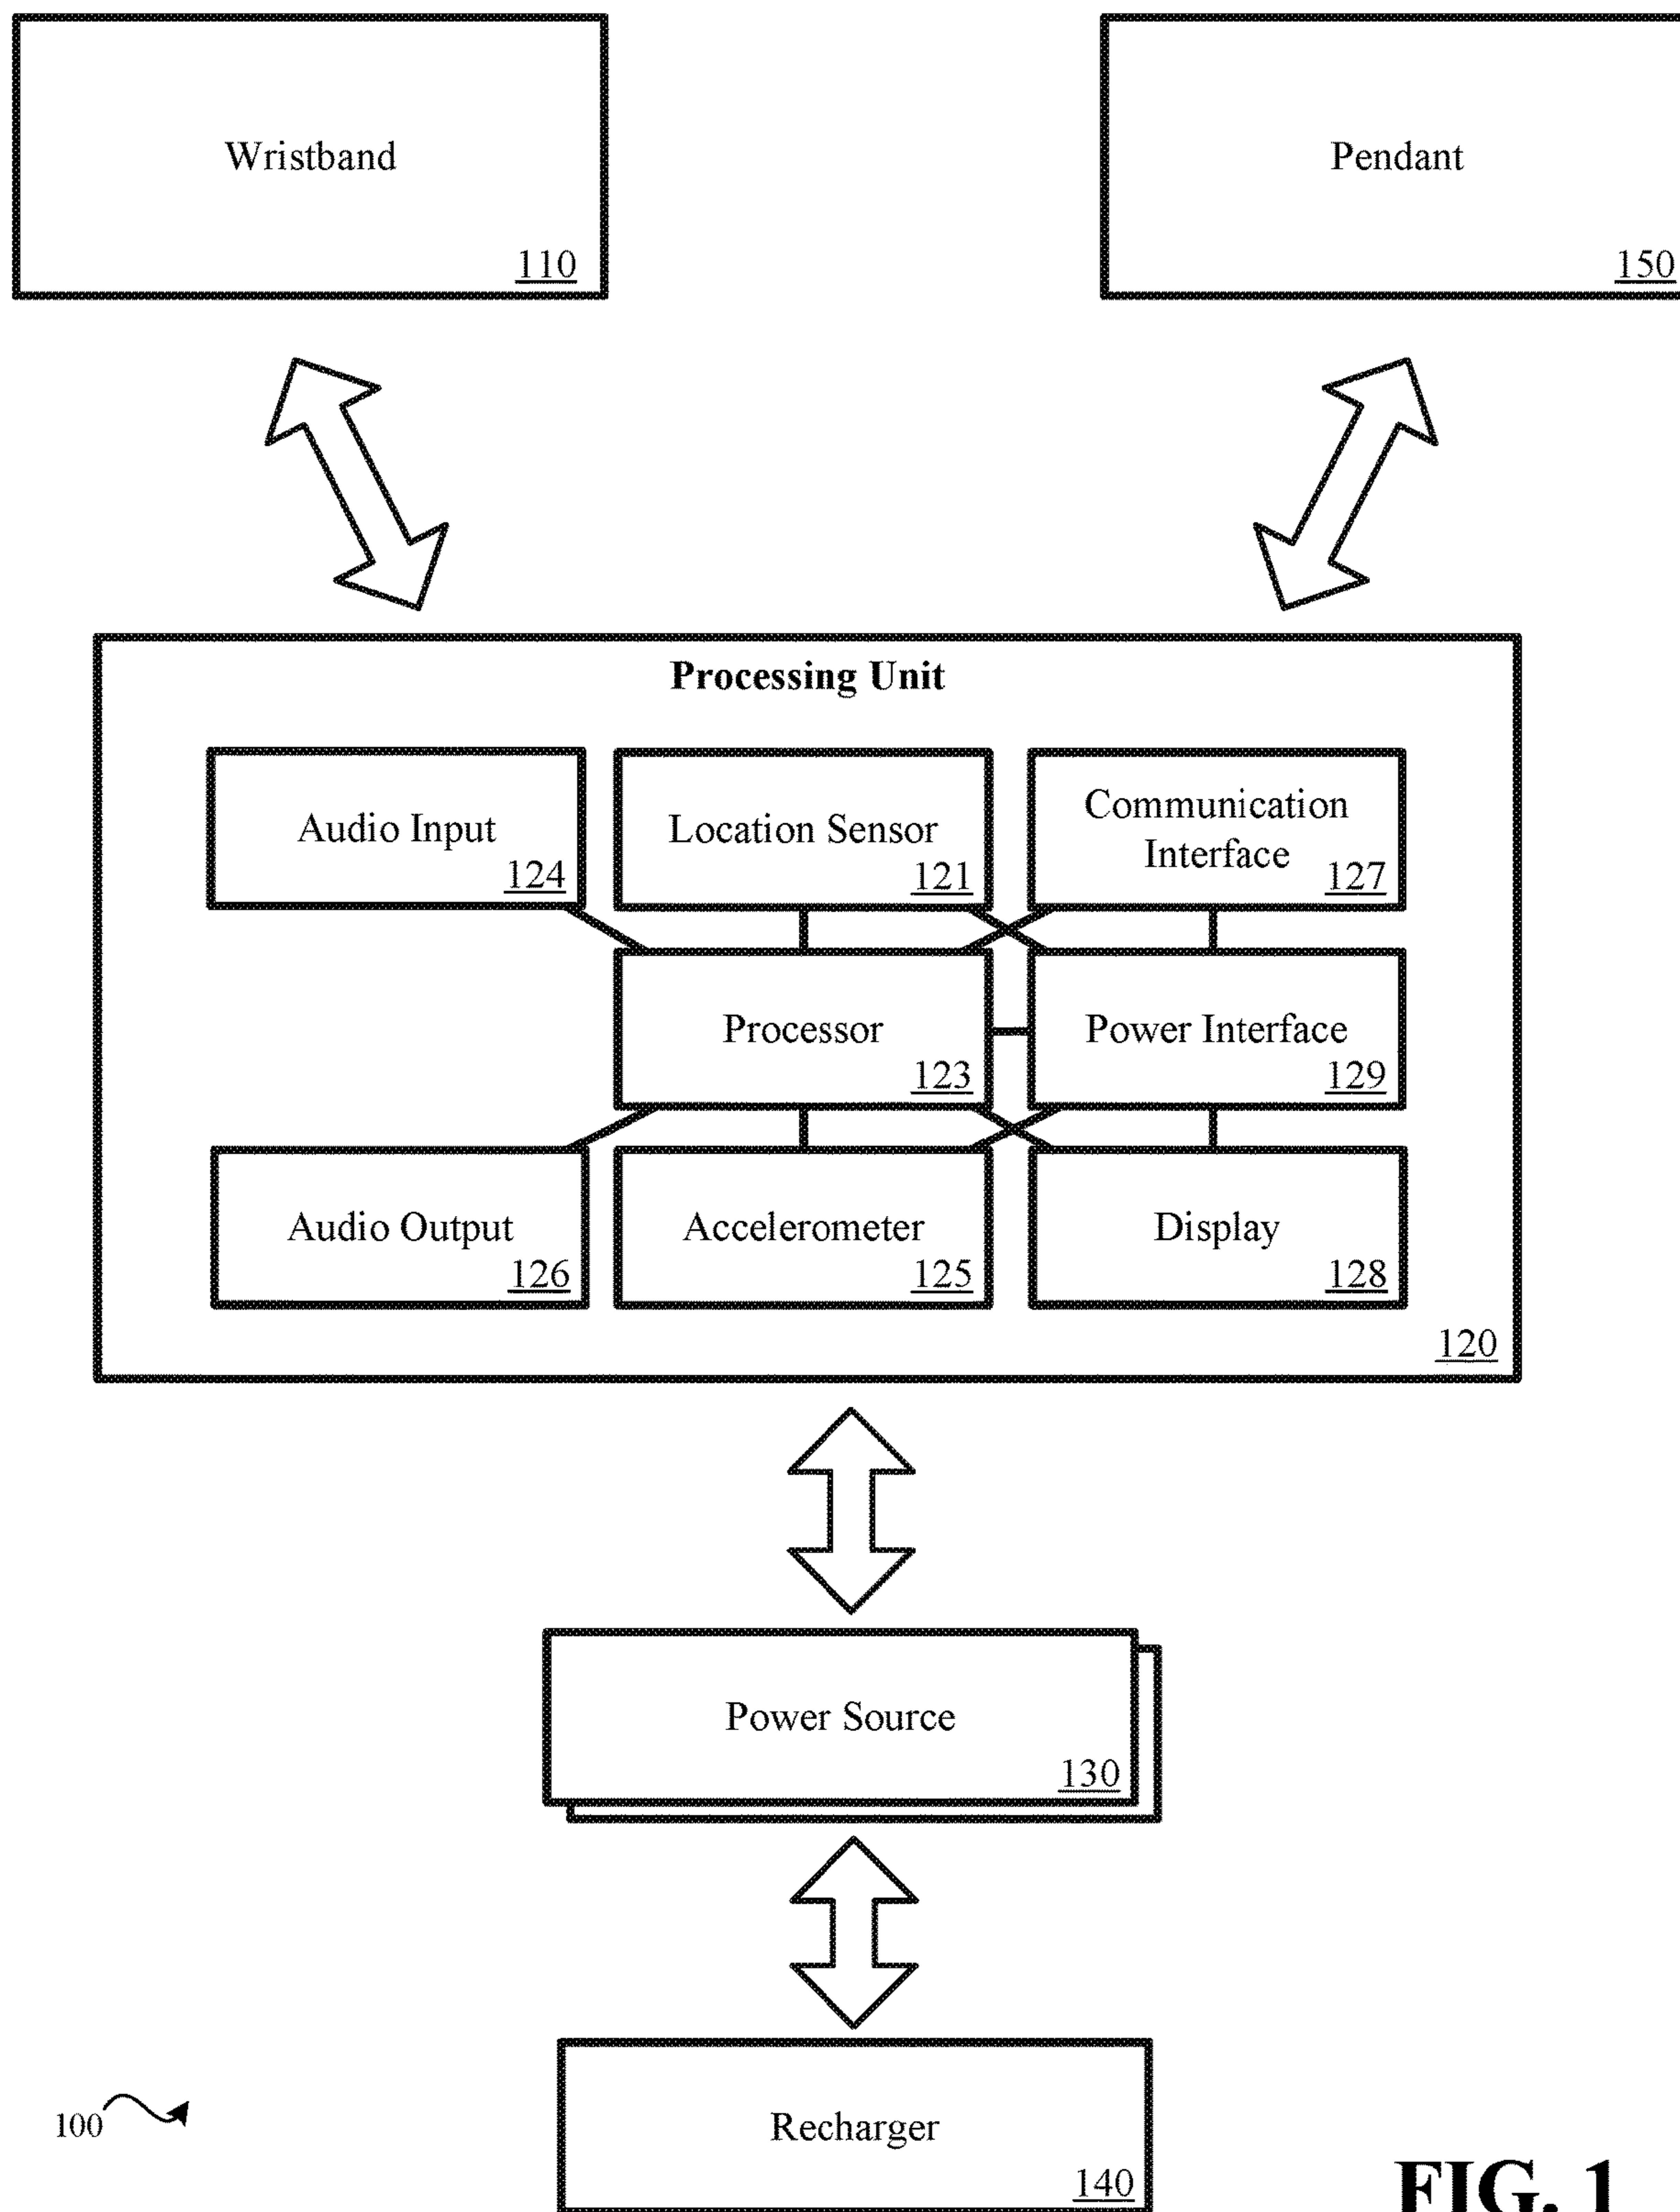 Wristband
110
Pendant
150
Processing Unit
Audio Input
124
Location Sensor
121
Communication
Interface
127
Processor
123
Power Interface
129
Audio Output
126
Accelerometer
125
Display
128
120
Power Source
130
Recharger
140
100
FIG. 1